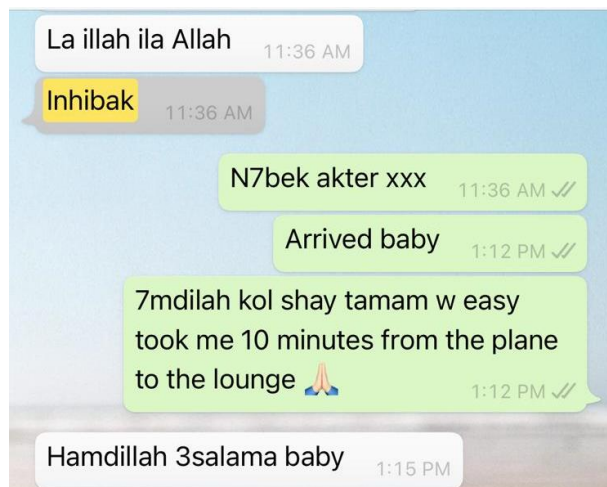 La illah ila Allah 11:36 AM
Inhibak 11:36 AM
N7bek akter xxx 11:36 AM
Arrived baby 1:12 PM
7mdilah kol shay tamam w easy
took me 10 minutes from the plane
to the lounge 🙏🏻 1:12 PM
Hamdillah 3salama baby 1:15 PM